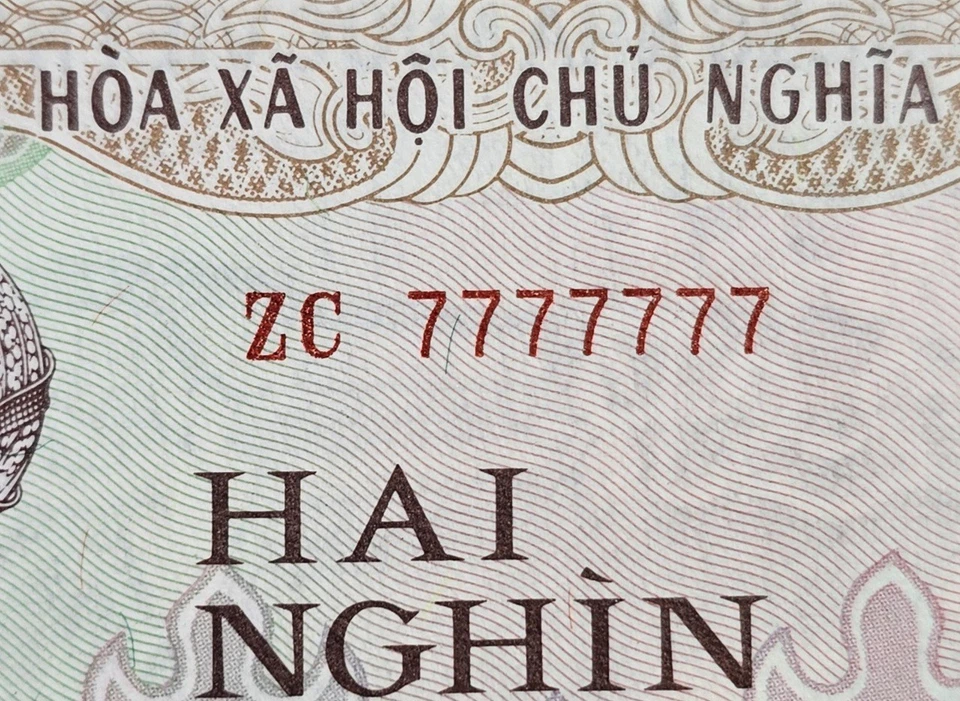 HÒA XÃ HỘI CHỦ NGHĨA
ZC 7777777
HAI
NGHÌN